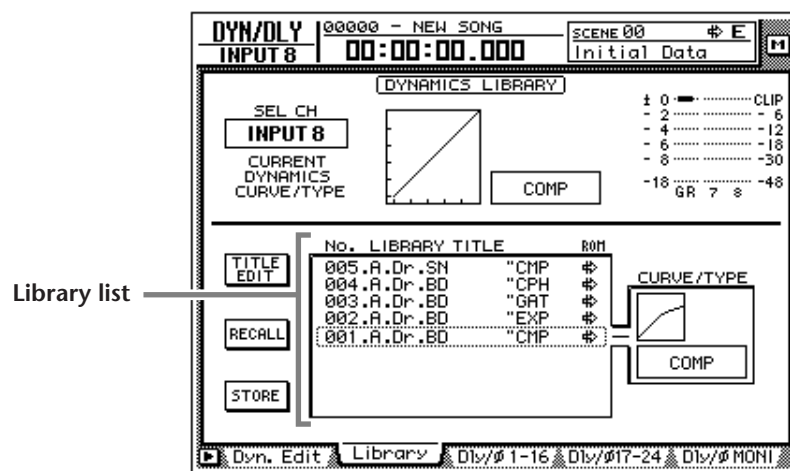 DYN/DLY
INPUT 8
00000 - NEW SONG
00:00:00.000
SCENE 00 E
Initial Data
M
DYNAMICS LIBRARY
SEL CH
INPUT 8
CURRENT
DYNAMICS
CURVE/TYPE
COMP
± 0 CLIP
- 2 - 6
- 4 -12
- 6 -18
- 8 -30
-18 -48
GR 7 8
Library list
TITLE
EDIT
RECALL
STORE
No. LIBRARY TITLE ROM
005.A.Dr.SN "CMP
004.A.Dr.BD "CPH
003.A.Dr.BD "GAT
002.A.Dr.BD "EXP
001.A.Dr.BD "CMP
CURVE/TYPE
COMP
Dyn. Edit Library Dly/Ø 1-16 Dly/Ø17-24 Dly/Ø MONI